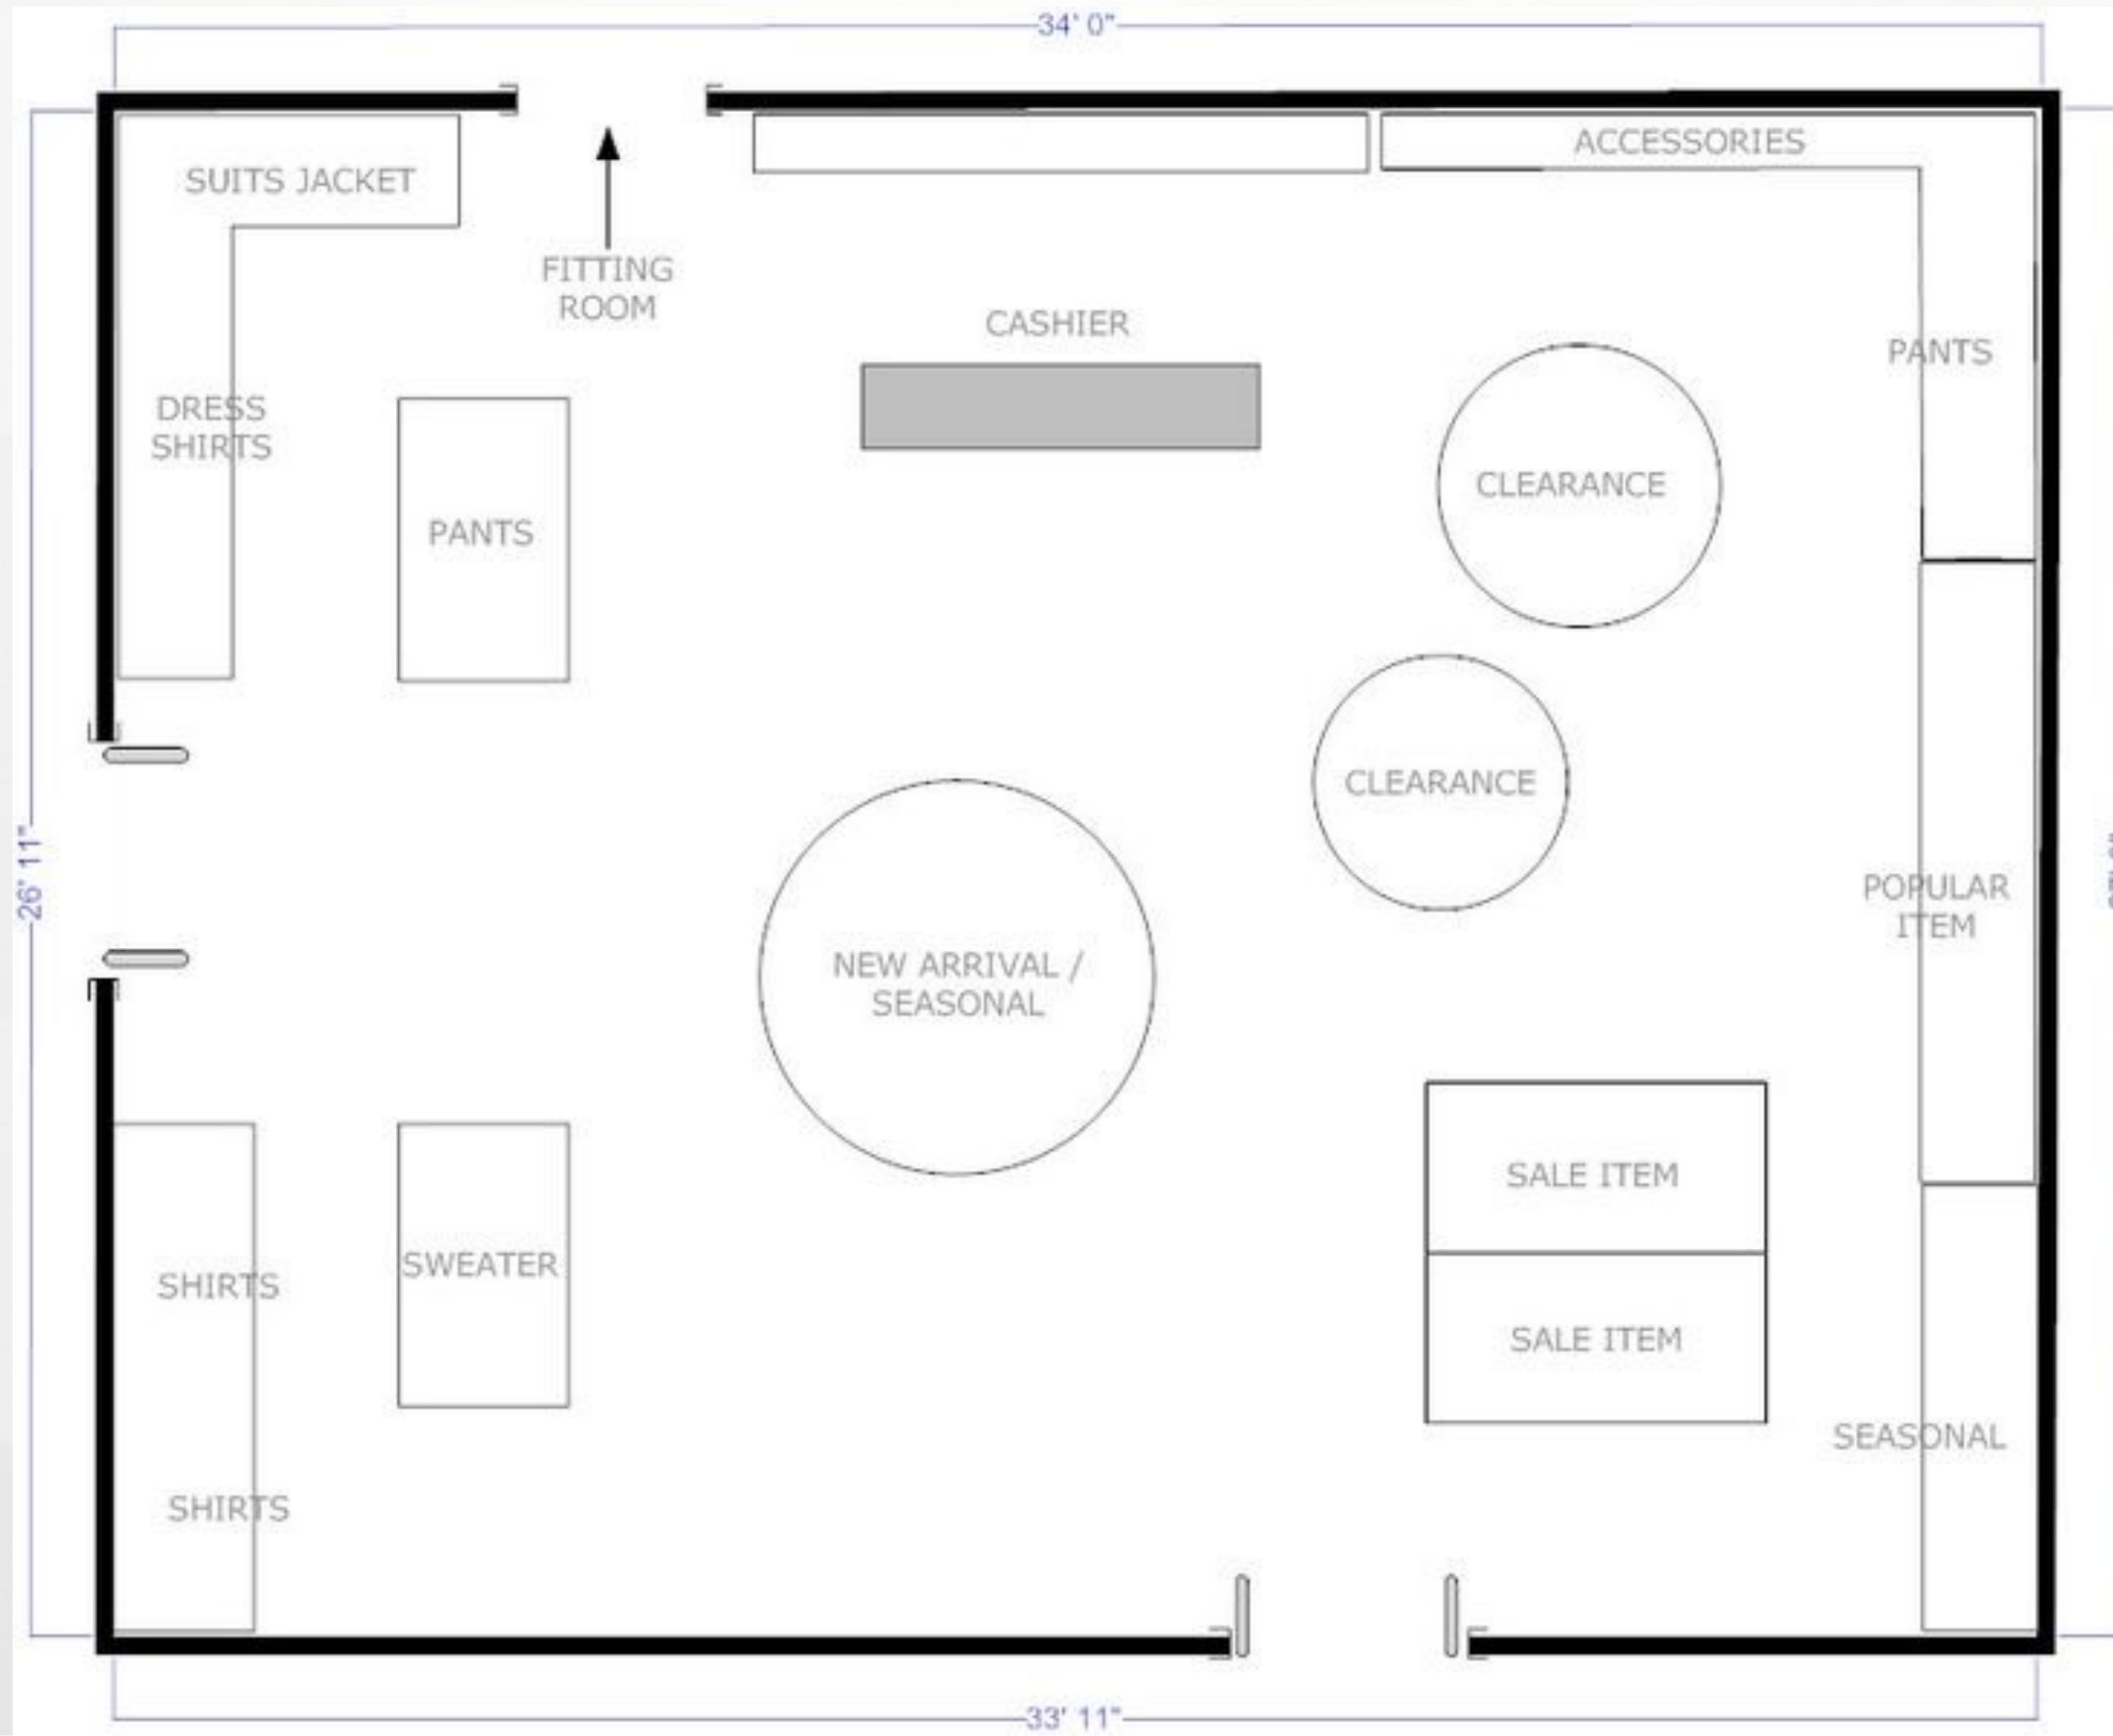 34' 0"
ACCESSORIES
SUITS JACKET
FITTING
ROOM
CASHIER
PANTS
DRESS
SHIRTS
CLEARANCE
PANTS
CLEARANCE
26' 11"
POPULAR
ITEM
NEW ARRIVAL /
SEASONAL
SALE ITEM
SWEATER
SHIRTS
SALE ITEM
SEASONAL
SHIRTS
33' 11"